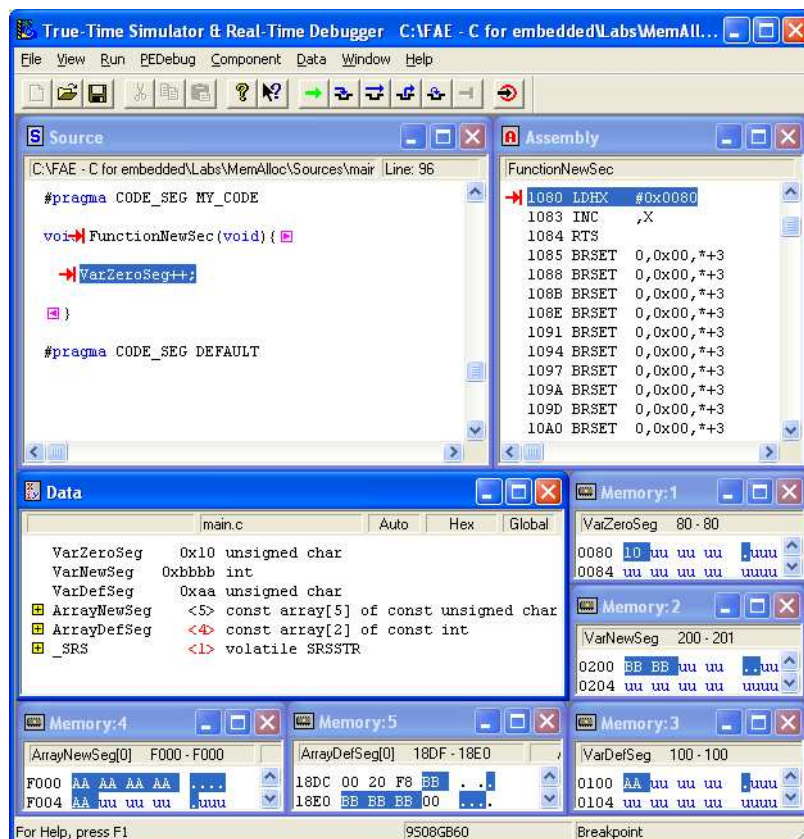 True-Time Simulator & Real-Time Debugger C:\FAE - C for embedded\Labs\MemAll...
File View Run PEDebug Component Data Window Help
Source
C:\FAE - C for embedded\Labs\MemAlloc\Sources\mair Line: 96
#pragma CODE_SEG MY_CODE
voi FunctionNewSec(void){
VarZeroSeg++;
}
#pragma CODE_SEG DEFAULT
Assembly
FunctionNewSec
1080 LDHX #0x0080
1083 INC ,X
1084 RTS
1085 BRSET 0,0x00,*+3
1088 BRSET 0,0x00,*+3
108B BRSET 0,0x00,*+3
108E BRSET 0,0x00,*+3
1091 BRSET 0,0x00,*+3
1094 BRSET 0,0x00,*+3
1097 BRSET 0,0x00,*+3
109A BRSET 0,0x00,*+3
109D BRSET 0,0x00,*+3
10A0 BRSET 0,0x00,*+3
Data
main.c Auto Hex Global
VarZeroSeg 0x10 unsigned char
VarNewSeg 0xbbbb int
VarDefSeg 0xaa unsigned char
ArrayNewSeg <5> const array[5] of const unsigned char
ArrayDefSeg <4> const array[2] of const int
_SRS <1> volatile SRSSTR
Memory:1
VarZeroSeg 80 - 80
0080 10 uu uu uu .uuu
0084 uu uu uu uu uuuu
Memory:2
VarNewSeg 200 - 201
0200 BB BB uu uu ..uu
0204 uu uu uu uu uuuu
Memory:4
ArrayNewSeg[0] F000 - F000
F000 AA AA AA AA ....
F004 AA uu uu uu .uuu
Memory:5
ArrayDefSeg[0] 18DF - 18E0
18DC 00 20 F8 BB . ..
18E0 BB BB BB 00 ....
Memory:3
VarDefSeg 100 - 100
0100 AA uu uu uu .uuu
0104 uu uu uu uu uuuu
For Help, press F1 9S08GB60 Breakpoint